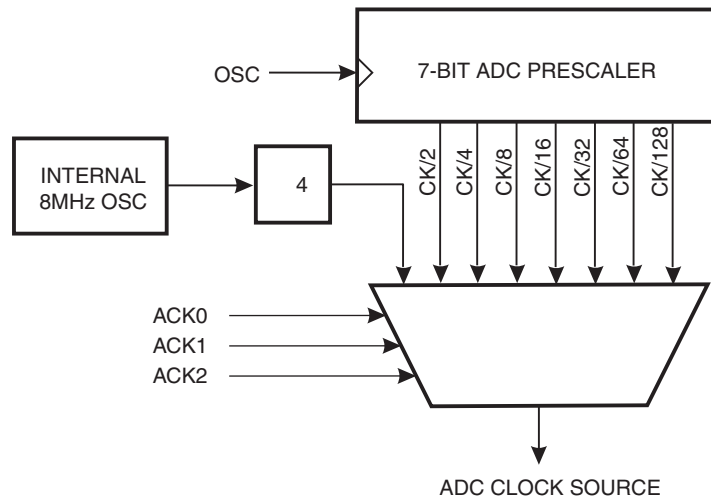 7-BIT ADC PRESCALER
OSC
CK/2
CK/4
CK/8
CK/16
CK/32
CK/64
CK/128
INTERNAL
8MHz OSC
4
ACK0
ACK1
ACK2
ADC CLOCK SOURCE